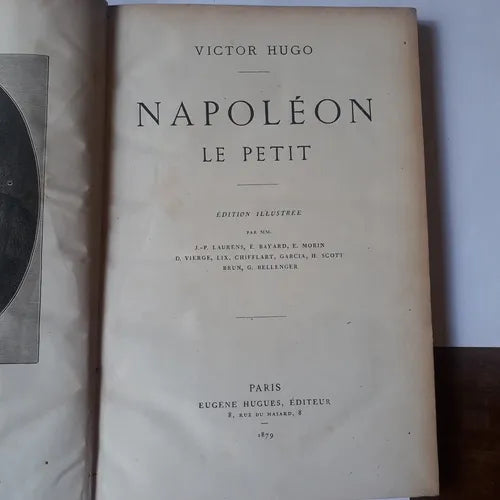 VICTOR HUGO
NAPOLÉON
LE PETIT
ÉDITION ILLUSTRÉE
PAR MM.
J.-P. LAURENS, É. BAYARD, E. MORIN
D. VIERGE, LIX, CHIFFLART, GARCIA, H. SCOTT
BRUN, G. BELLENGER
PARIS
EUGÈNE HUGUES, ÉDITEUR
8, RUE DU HASARD, 8
1879